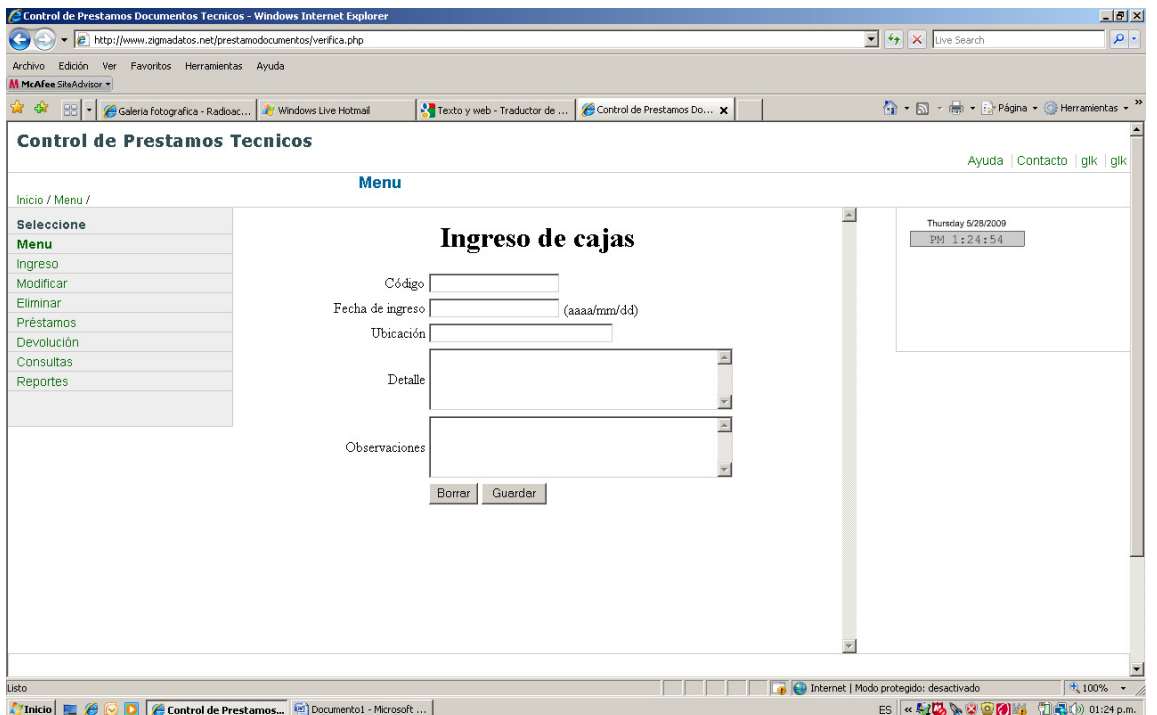 Control de Prestamos Documentos Tecnicos - Windows Internet Explorer
http://www.zigmadatos.net/prestamodocumentos/verifica.php
Live Search
Archivo Edición Ver Favoritos Herramientas Ayuda
McAfee SiteAdvisor
Galeria fotografica - Radioac... Windows Live Hotmail Texto y web - Traductor de ... Control de Prestamos Do... Página Herramientas
Control de Prestamos Tecnicos
Ayuda | Contacto | glk | glk
Menu
Inicio / Menu /
Seleccione
Menu
Ingreso
Modificar
Eliminar
Préstamos
Devolución
Consultas
Reportes
Ingreso de cajas
Código
Fecha de ingreso (aaaa/mm/dd)
Ubicación
Detalle
Observaciones
Borrar Guardar
Thursday 5/28/2009
PM 1:24:54
Listo
Internet | Modo protegido: desactivado
100%
Inicio Control de Prestamos... Documento1 - Microsoft ... ES 01:24 p.m.